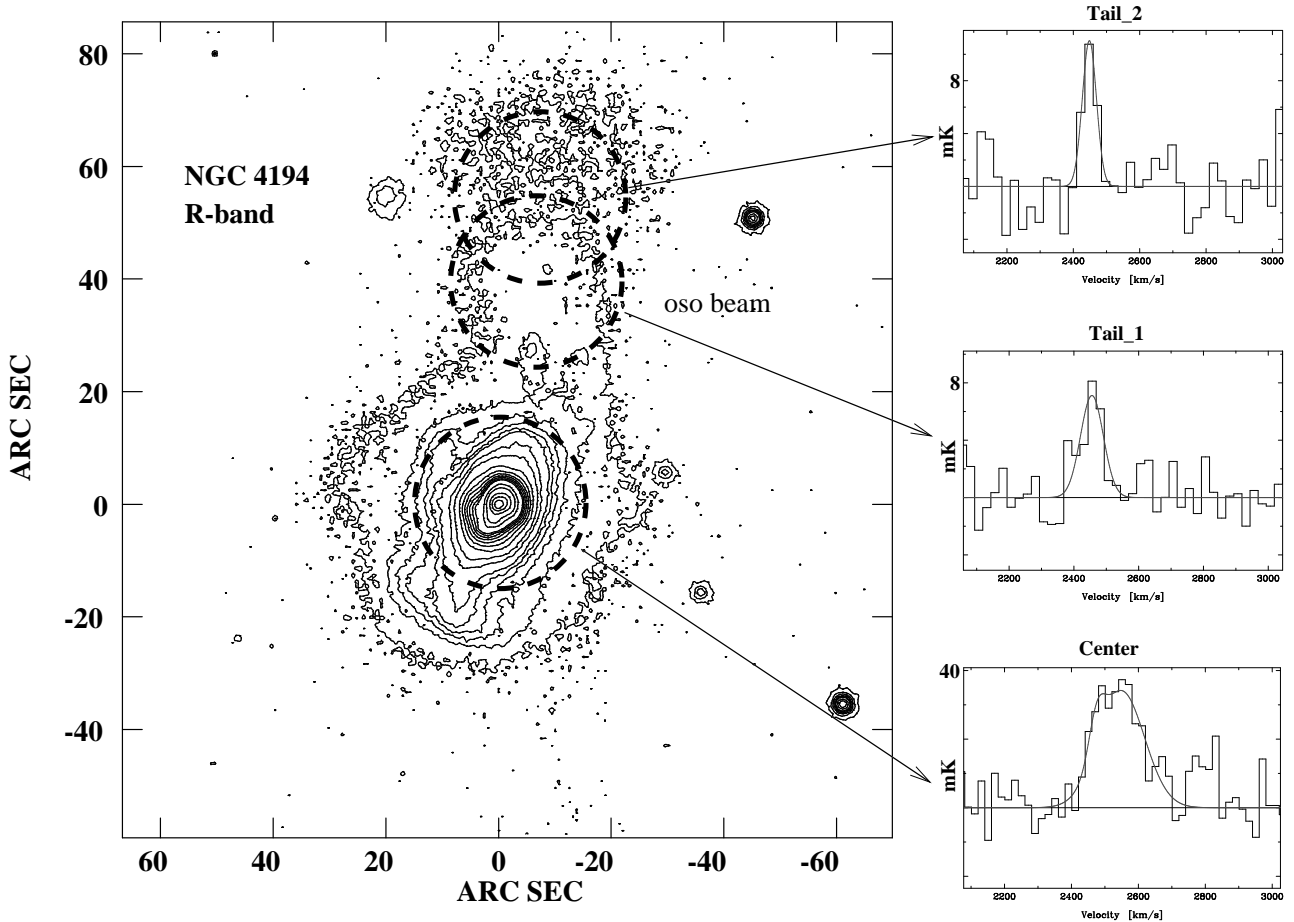 NGC 4194
R-band
oso beam
80
60
40
20
0
-20
-40
ARC SEC
60
40
20
0
-20
-40
-60
ARC SEC
Tail_2
8
mK
2200
2400
2600
2800
3000
Velocity [km/s]
Tail_1
8
mK
2200
2400
2600
2800
3000
Velocity [km/s]
Center
40
mK
2200
2400
2600
2800
3000
Velocity [km/s]